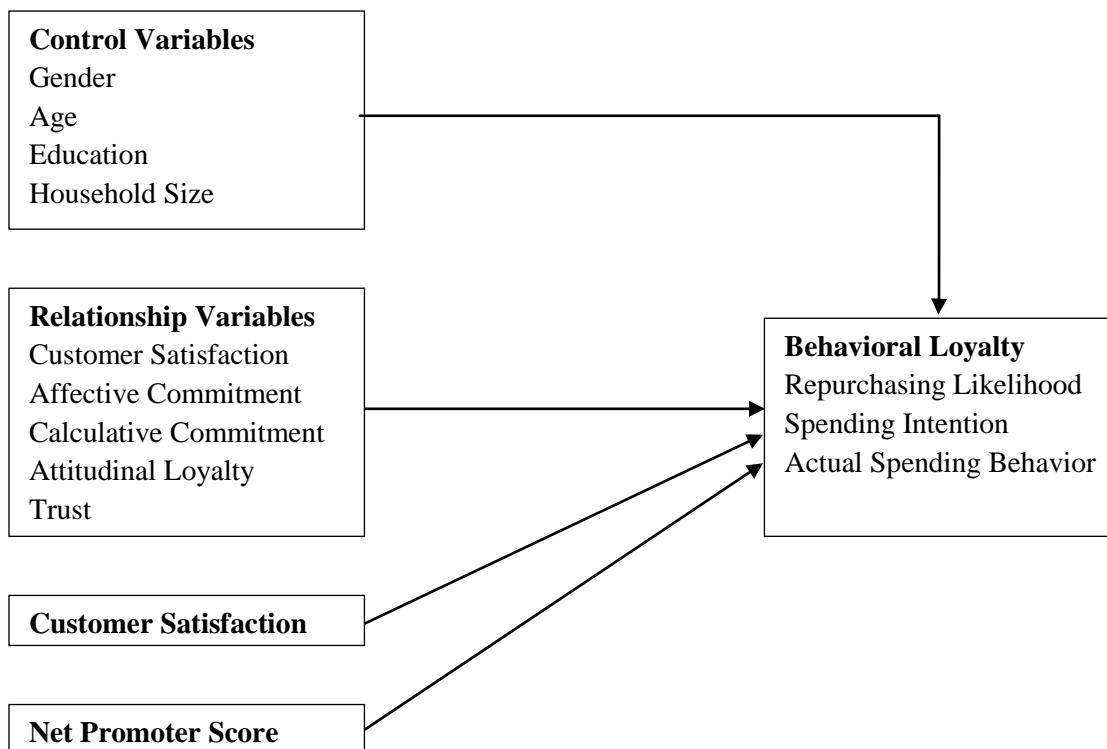 Control Variables
Gender
Age
Education
Household Size
Relationship Variables
Customer Satisfaction
Affective Commitment
Calculative Commitment
Attitudinal Loyalty
Trust
Behavioral Loyalty
Repurchasing Likelihood
Spending Intention
Actual Spending Behavior
Customer Satisfaction
Net Promoter Score